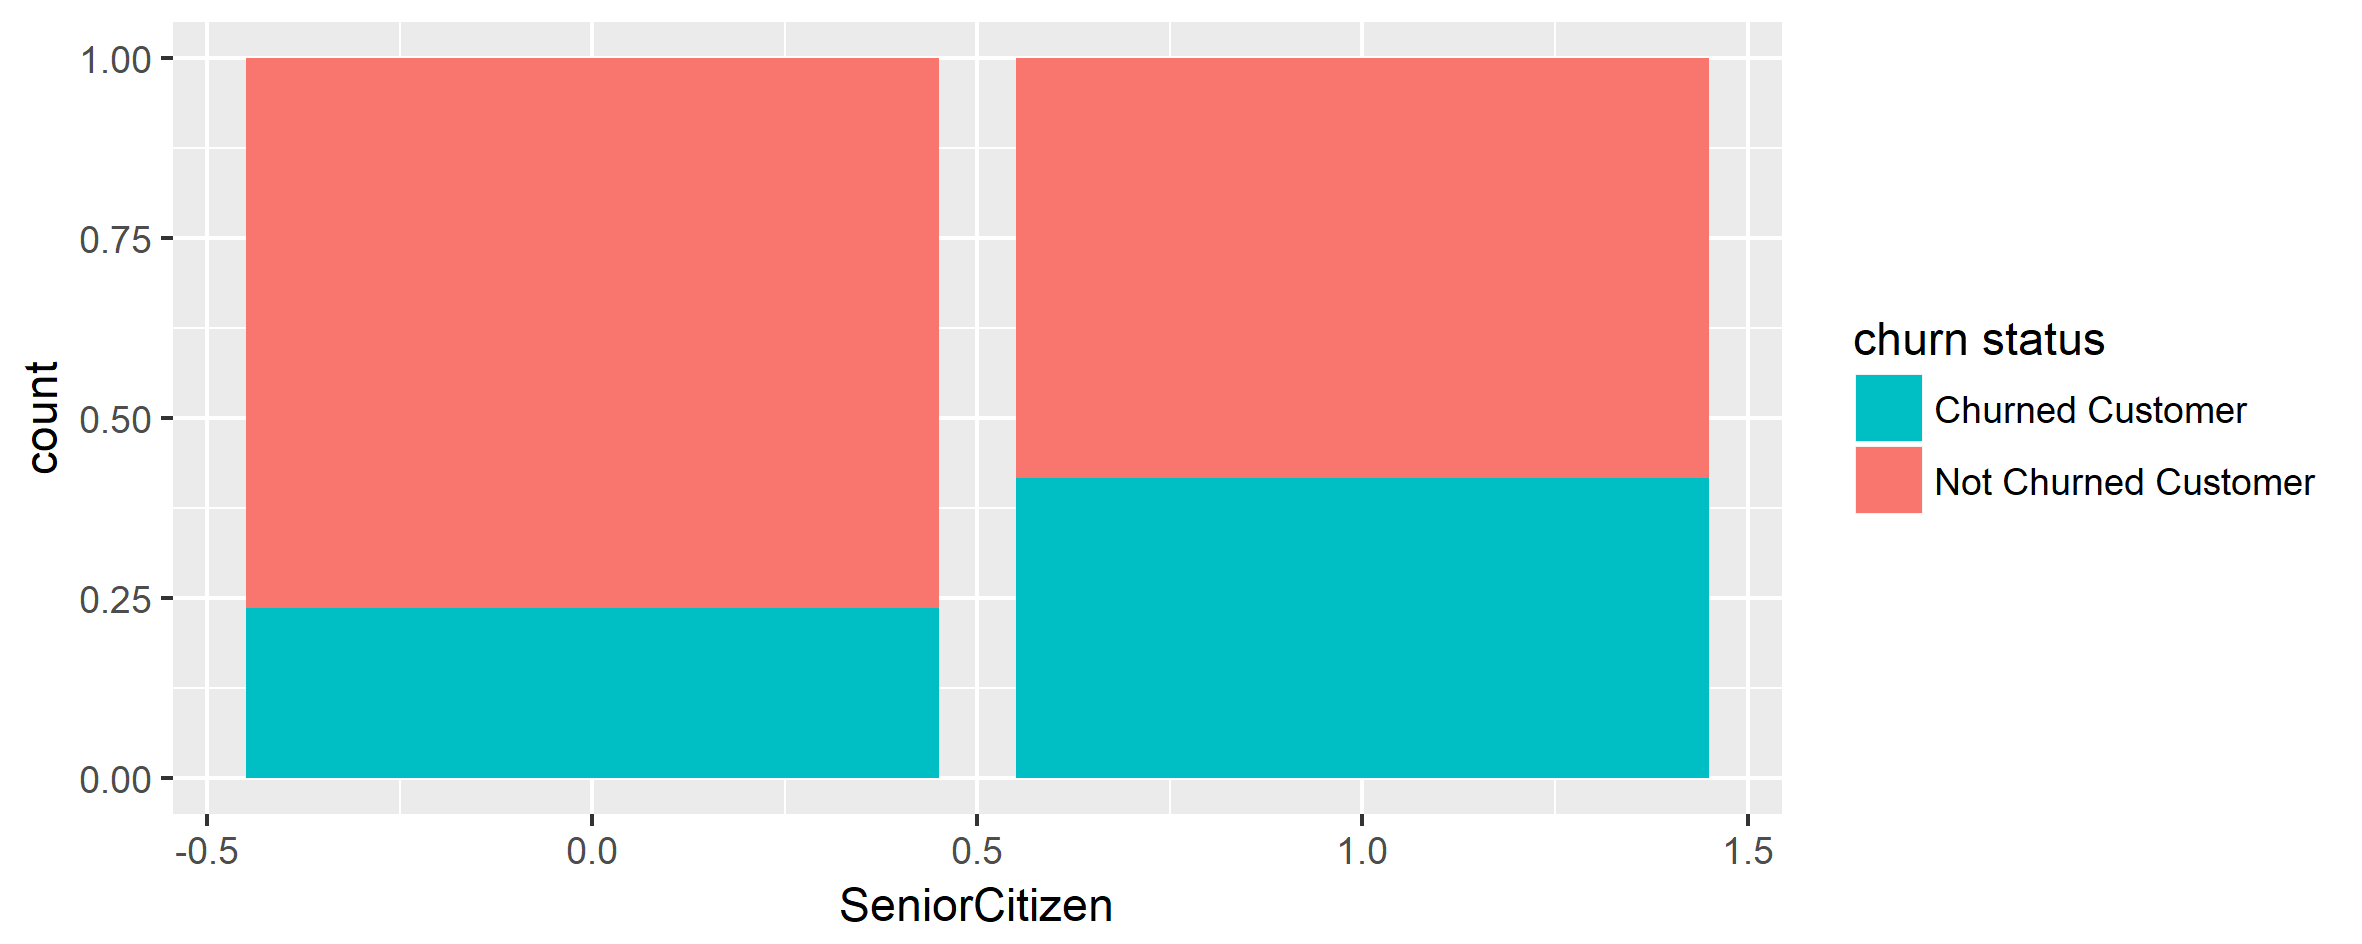 1.00
0.75
0.50
0.25
0.00
count
-0.5
0.0
0.5
1.0
1.5
SeniorCitizen
churn status
Churned Customer
Not Churned Customer